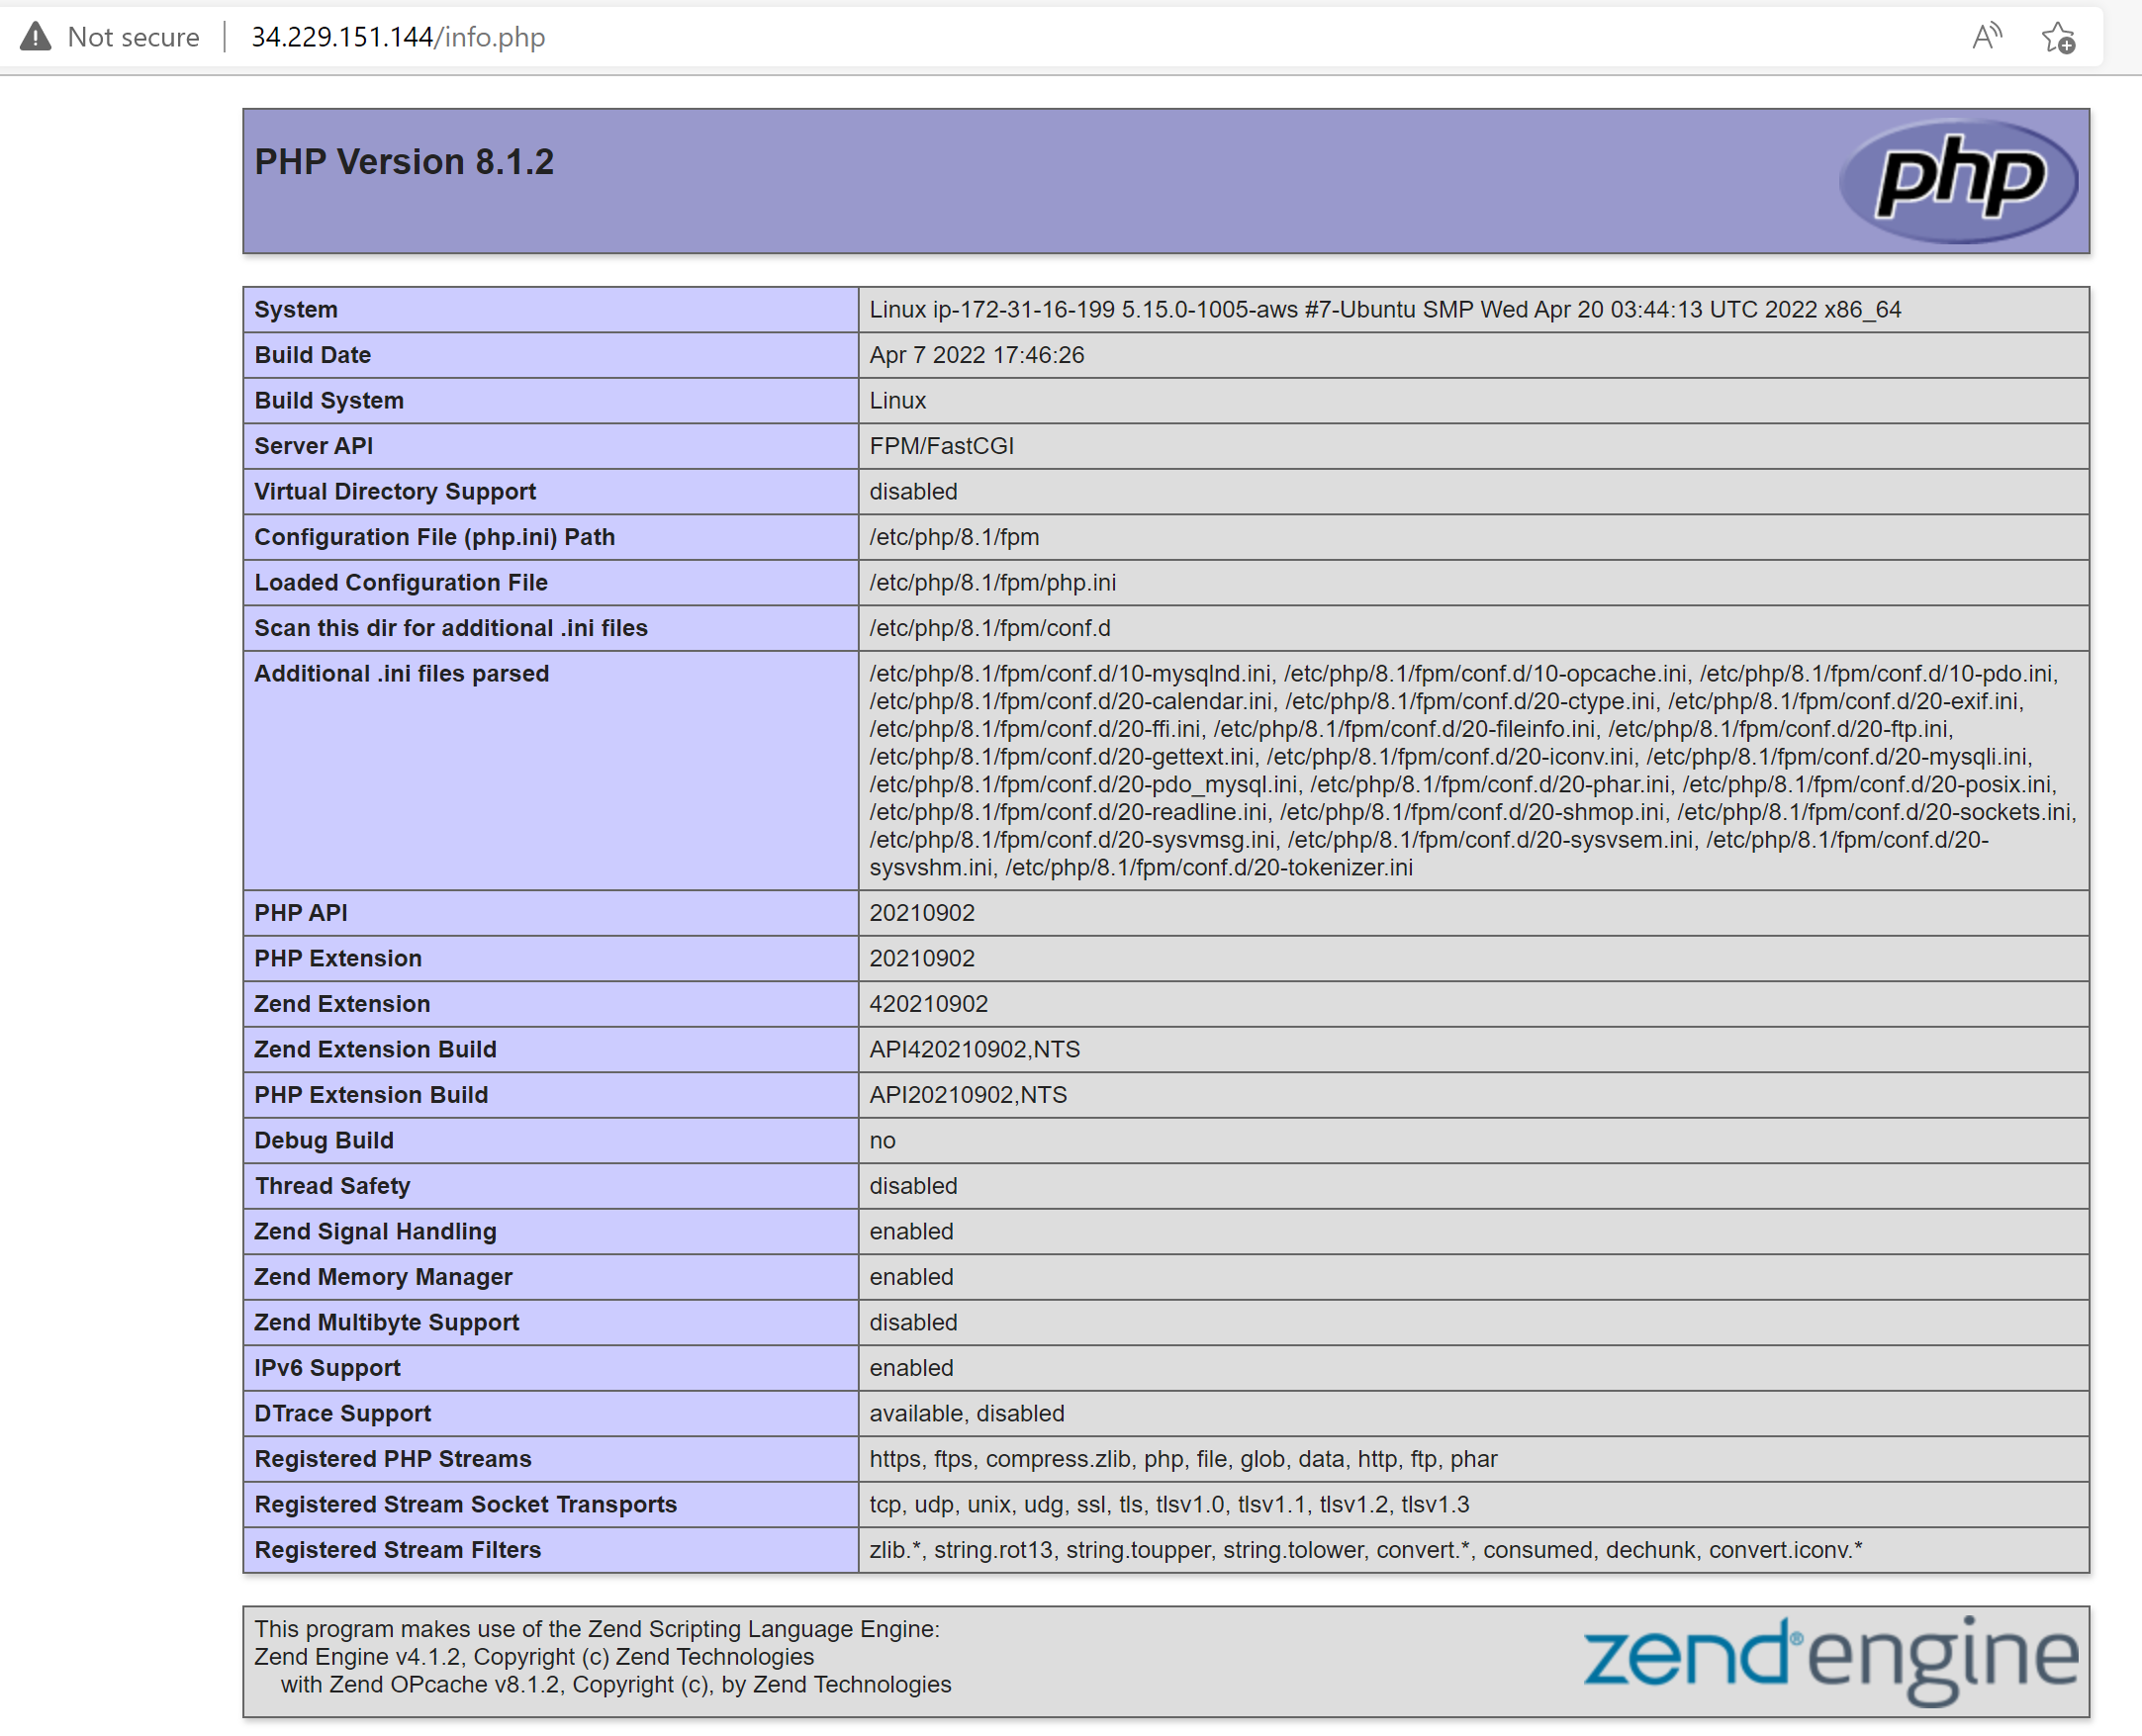 Not secure | 34.229.151.144/info.php
PHP Version 8.1.2
php
System Linux ip-172-31-16-199 5.15.0-1005-aws #7-Ubuntu SMP Wed Apr 20 03:44:13 UTC 2022 x86_64
Build Date Apr 7 2022 17:46:26
Build System Linux
Server API FPM/FastCGI
Virtual Directory Support disabled
Configuration File (php.ini) Path /etc/php/8.1/fpm
Loaded Configuration File /etc/php/8.1/fpm/php.ini
Scan this dir for additional .ini files /etc/php/8.1/fpm/conf.d
Additional .ini files parsed /etc/php/8.1/fpm/conf.d/10-mysqlnd.ini, /etc/php/8.1/fpm/conf.d/10-opcache.ini, /etc/php/8.1/fpm/conf.d/10-pdo.ini,
/etc/php/8.1/fpm/conf.d/20-calendar.ini, /etc/php/8.1/fpm/conf.d/20-ctype.ini, /etc/php/8.1/fpm/conf.d/20-exif.ini,
/etc/php/8.1/fpm/conf.d/20-ffi.ini, /etc/php/8.1/fpm/conf.d/20-fileinfo.ini, /etc/php/8.1/fpm/conf.d/20-ftp.ini,
/etc/php/8.1/fpm/conf.d/20-gettext.ini, /etc/php/8.1/fpm/conf.d/20-iconv.ini, /etc/php/8.1/fpm/conf.d/20-mysqli.ini,
/etc/php/8.1/fpm/conf.d/20-pdo_mysql.ini, /etc/php/8.1/fpm/conf.d/20-phar.ini, /etc/php/8.1/fpm/conf.d/20-posix.ini,
/etc/php/8.1/fpm/conf.d/20-readline.ini, /etc/php/8.1/fpm/conf.d/20-shmop.ini, /etc/php/8.1/fpm/conf.d/20-sockets.ini,
/etc/php/8.1/fpm/conf.d/20-sysvmsg.ini, /etc/php/8.1/fpm/conf.d/20-sysvsem.ini, /etc/php/8.1/fpm/conf.d/20-
sysvshm.ini, /etc/php/8.1/fpm/conf.d/20-tokenizer.ini
PHP API 20210902
PHP Extension 20210902
Zend Extension 420210902
Zend Extension Build API420210902,NTS
PHP Extension Build API20210902,NTS
Debug Build no
Thread Safety disabled
Zend Signal Handling enabled
Zend Memory Manager enabled
Zend Multibyte Support disabled
IPv6 Support enabled
DTrace Support available, disabled
Registered PHP Streams https, ftps, compress.zlib, php, file, glob, data, http, ftp, phar
Registered Stream Socket Transports tcp, udp, unix, udg, ssl, tls, tlsv1.0, tlsv1.1, tlsv1.2, tlsv1.3
Registered Stream Filters zlib.*, string.rot13, string.toupper, string.tolower, convert.*, consumed, dechunk, convert.iconv.*
This program makes use of the Zend Scripting Language Engine:
Zend Engine v4.1.2, Copyright (c) Zend Technologies
with Zend OPcache v8.1.2, Copyright (c), by Zend Technologies
zend®engine